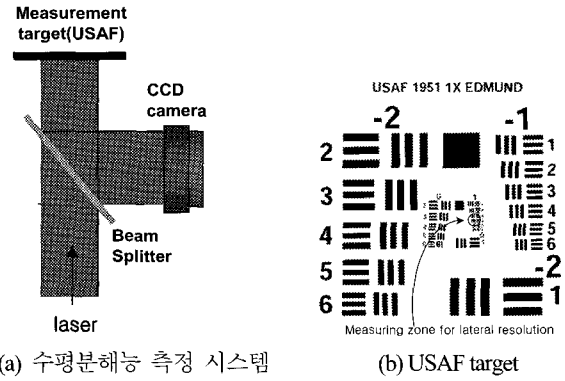 Measurement
target(USAF)
CCD
camera
Beam
Splitter
laser
(a) 수평분해능 측정 시스템
USAF 1951 1X EDMUND
-2
-1
2
3
4
5
6
1
2
3
4
5
6
-2
1
Measuring zone for lateral resolution
(b) USAF target